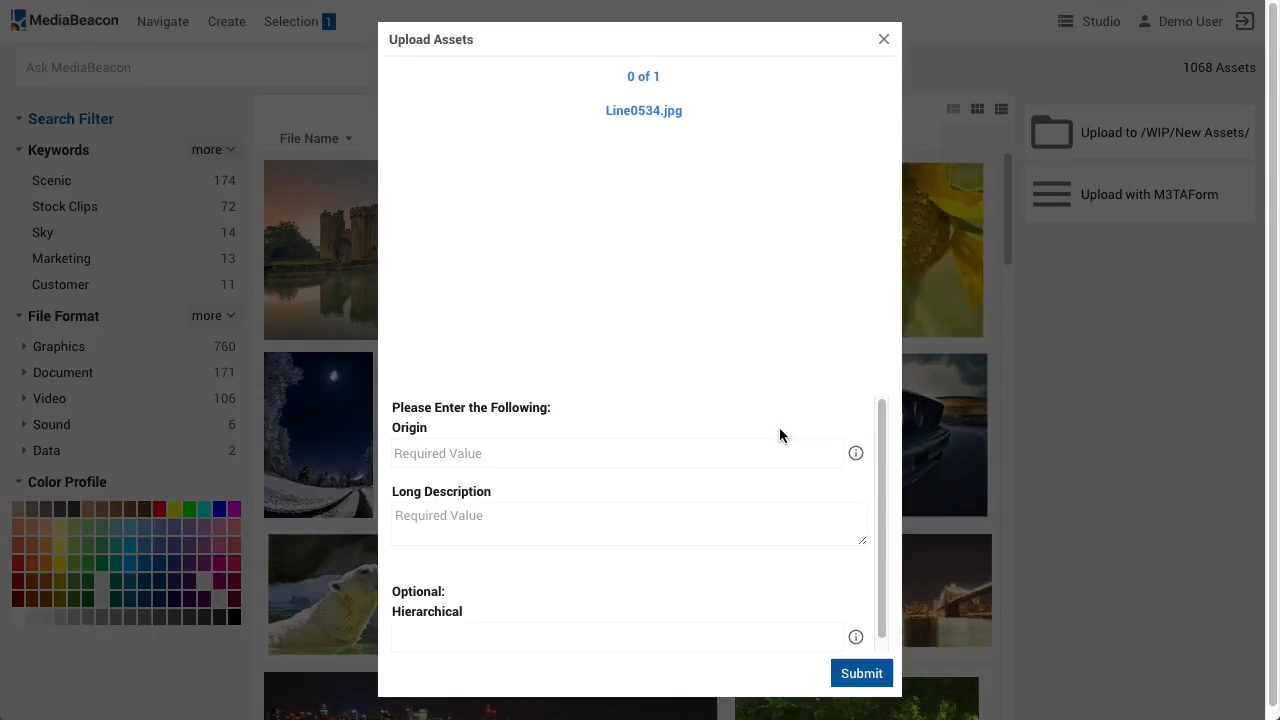 MediaBeacon Navigate Create Selection 1 Studio Demo User
Upload Assets
Ask MediaBeacon 1068 Assets
0 of 1
Line0534.jpg
Search Filter
Keywords more
Scenic 174
Stock Clips 72
Sky 14
Marketing 13
Customer 11
File Format more
Graphics 760
Document 171
Video 106
Sound 6
Data 2
Color Profile
File Name
Please Enter the Following:
Origin
Required Value
Long Description
Required Value
Optional:
Hierarchical
Submit
Upload to /WIP/New Assets/
Upload with M3TAForm